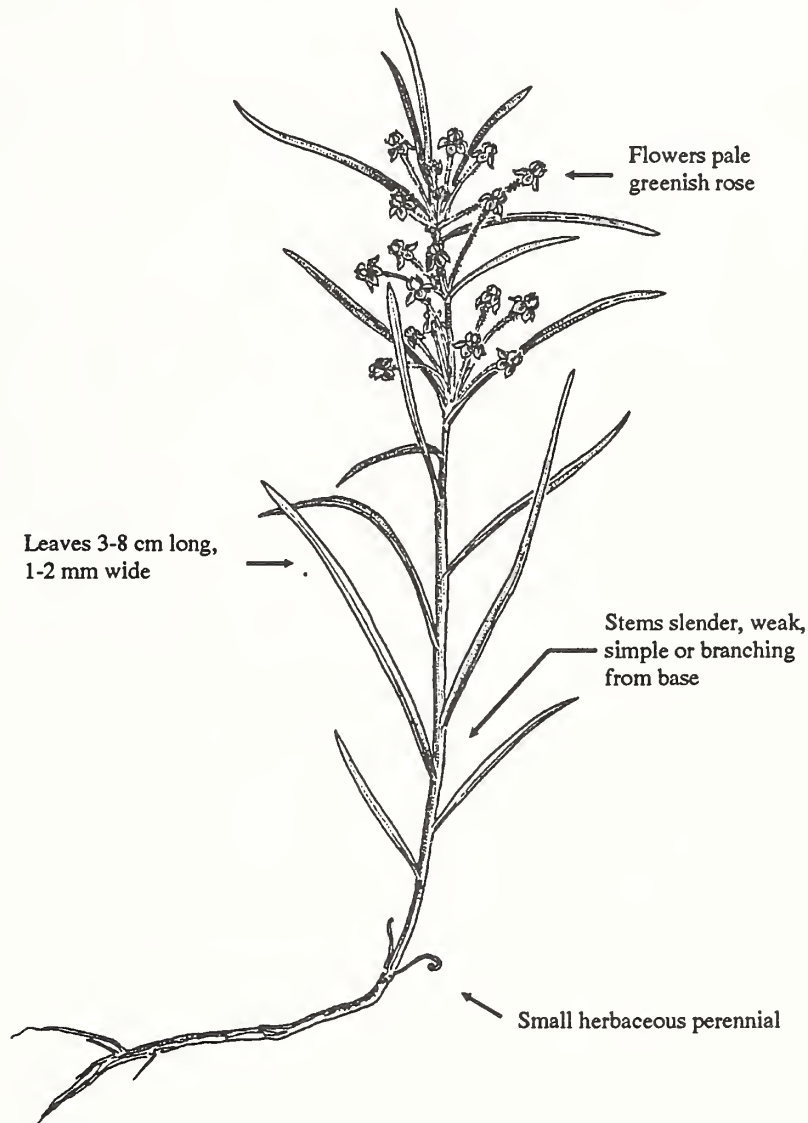 Flowers pale
greenish rose
Leaves 3-8 cm long,
1-2 mm wide
Stems slender, weak,
simple or branching
from base
Small herbaceous perennial